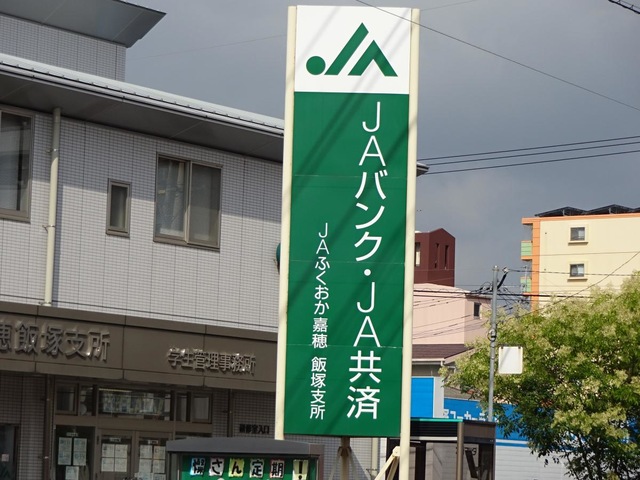 JA
JAバンク・JA共済
JAふくおか嘉穂 飯塚支所
穂飯塚支所
学生管理事務所
さん定期!